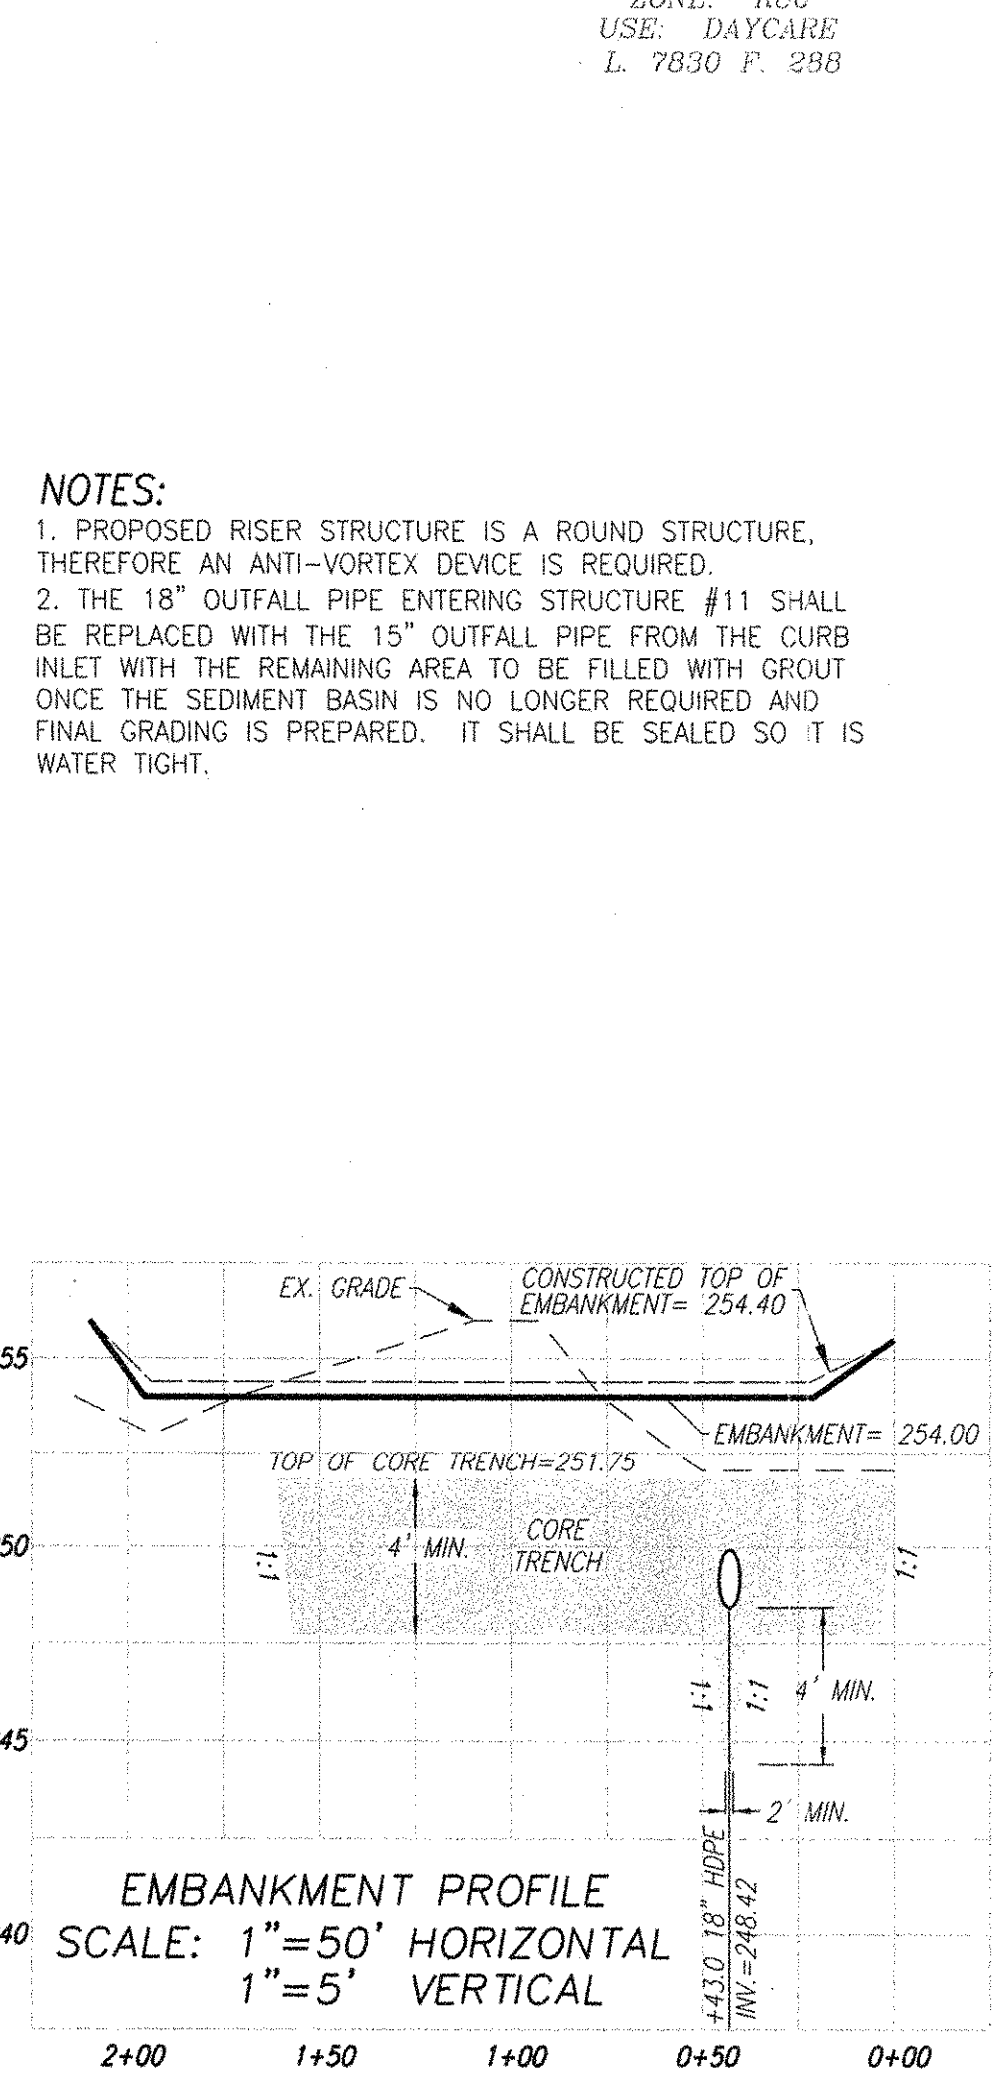 USE: DAYCARE
L. 7830 F. 288
NOTES:
1. PROPOSED RISER STRUCTURE IS A ROUND STRUCTURE,
THEREFORE AN ANTI-VORTEX DEVICE IS REQUIRED.
2. THE 18" OUTFALL PIPE ENTERING STRUCTURE #11 SHALL
BE REPLACED WITH THE 15" OUTFALL PIPE FROM THE CURB
INLET WITH THE REMAINING AREA TO BE FILLED WITH GROUT
ONCE THE SEDIMENT BASIN IS NO LONGER REQUIRED AND
FINAL GRADING IS PREPARED. IT SHALL BE SEALED SO IT IS
WATER TIGHT.
EX. GRADE
CONSTRUCTED TOP OF
EMBANKMENT= 254.40
55
EMBANKMENT= 254.00
TOP OF CORE TRENCH=251.75
50
1:1
4' MIN.
CORE
TRENCH
1:1
1:1
1:1
4' MIN.
45
2' MIN.
+43.0 18" HDPE
INV.=248.42
40
EMBANKMENT PROFILE
SCALE: 1"=50' HORIZONTAL
1"=5' VERTICAL
2+00 1+50 1+00 0+50 0+00